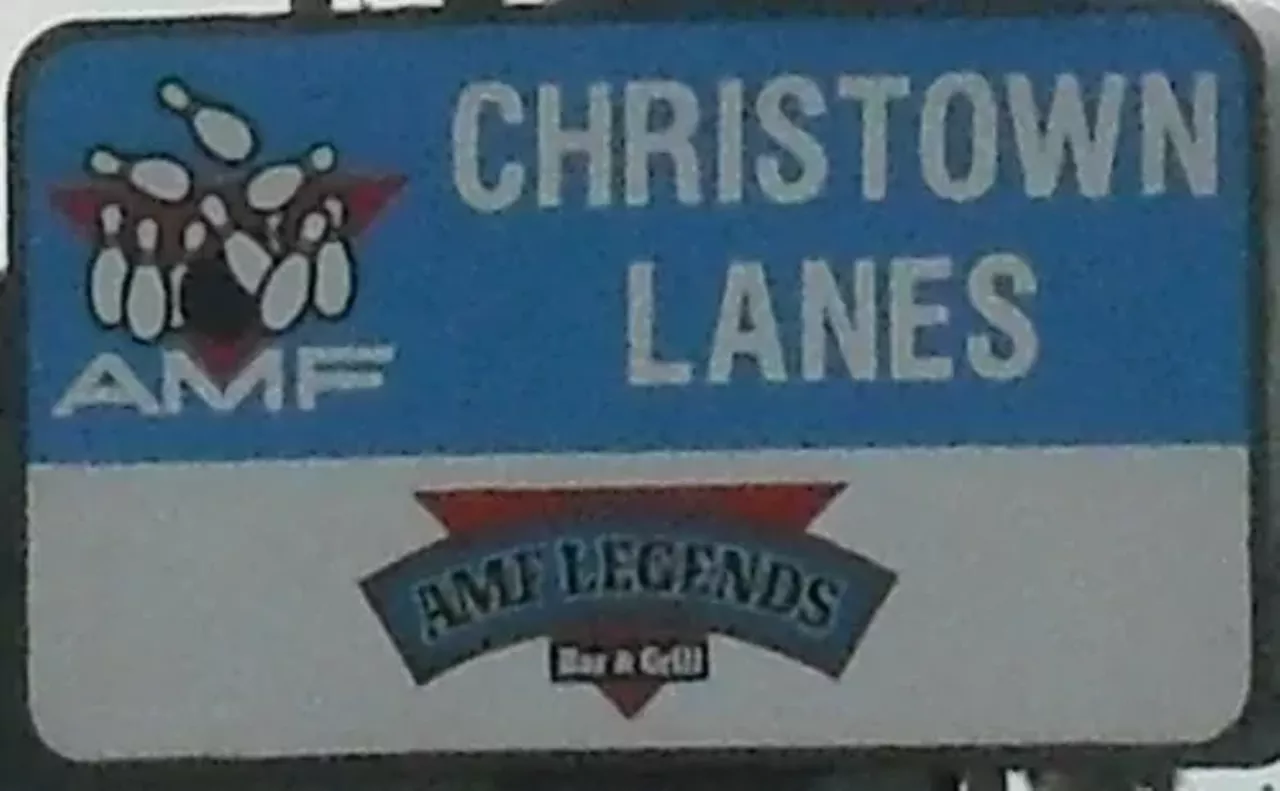 CHRISTOWN
LANES
AMF
AMF LEGENDS
Bar & Grill